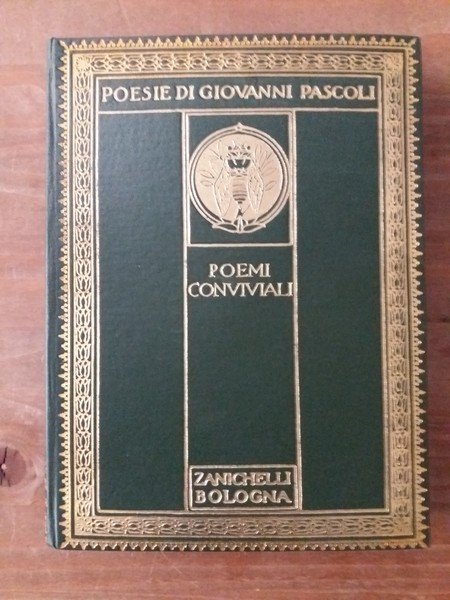 POESIE DI GIOVANNI PASCOLI
POEMI
CONVIVIALI
ZANICHELLI
BOLOGNA